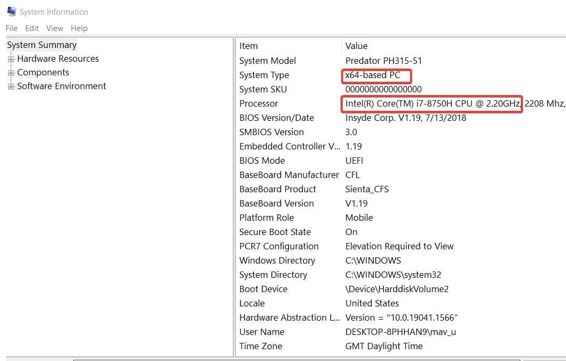 System Information
File Edit View Help
System Summary
Hardware Resources
Components
Software Environment
Item Value
System Model Predator PH315-51
System Type x64-based PC
System SKU 0000000000000000
Processor Intel(R) Core(TM) i7-8750H CPU @ 2.20GHz, 2208 Mhz,
BIOS Version/Date Insyde Corp. V1.19, 7/13/2018
SMBIOS Version 3.0
Embedded Controller V... 1.19
BIOS Mode UEFI
BaseBoard Manufacturer CFL
BaseBoard Product Sienta_CFS
BaseBoard Version V1.19
Platform Role Mobile
Secure Boot State On
PCR7 Configuration Elevation Required to View
Windows Directory C:\WINDOWS
System Directory C:\WINDOWS\system32
Boot Device \Device\HarddiskVolume2
Locale United States
Hardware Abstraction L... Version = "10.0.19041.1566"
User Name DESKTOP-8PHHAN9\mav_u
Time Zone GMT Daylight Time